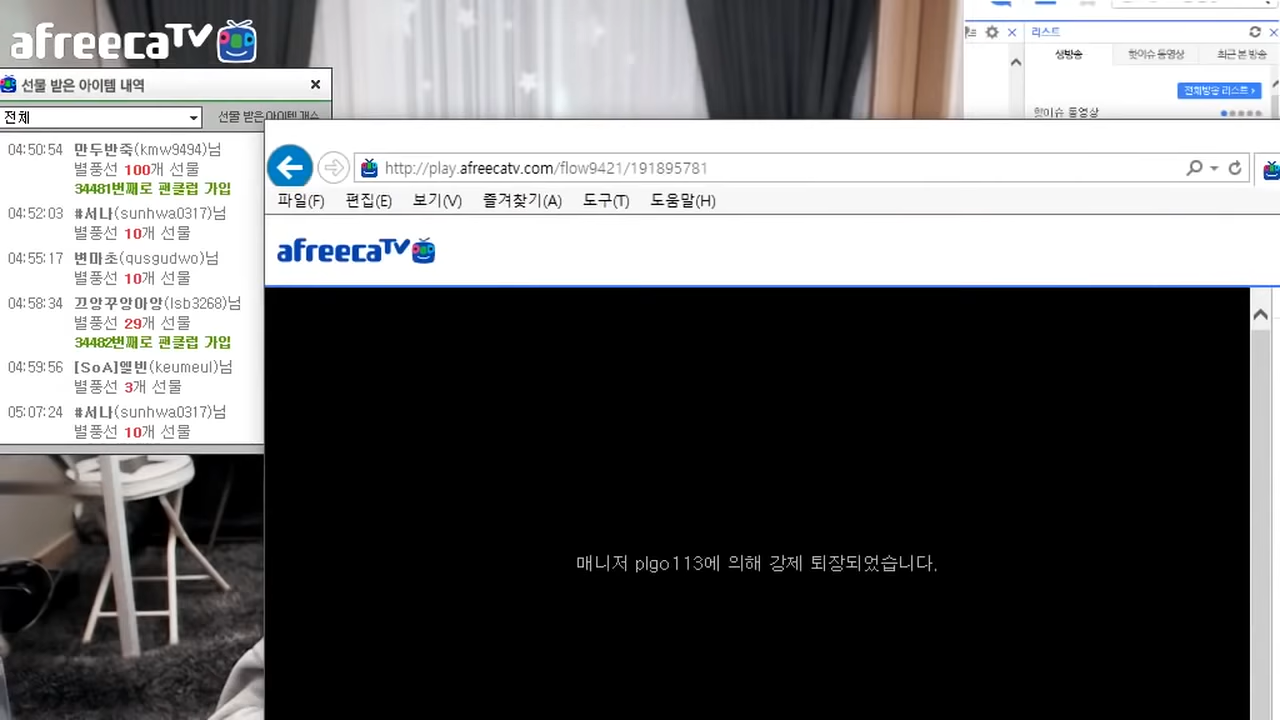 afreecaTV
선물 받은 아이템 내역
전체
선물 받은 아이템 개수
04:50:54 만두반죽(kmw9494)님
별풍선 100개 선물
34481번째로 팬클럽 가입
04:52:03 #서나(sunhwa0317)님
별풍선 10개 선물
04:55:17 변마초(qusgudwo)님
별풍선 10개 선물
04:58:34 끄앙꾸앙아앙(lsb3268)님
별풍선 29개 선물
34482번째로 팬클럽 가입
04:59:56 [SoA]엘빈(keumeul)님
별풍선 3개 선물
05:07:24 #서나(sunhwa0317)님
별풍선 10개 선물
리스트
생방송 핫이슈 동영상 최근 본 방송
전체방송 리스트 >
핫이슈 동영상
http://play.afreecatv.com/flow9421/191895781
파일(F) 편집(E) 보기(V) 즐겨찾기(A) 도구(T) 도움말(H)
afreecaTV
매니저 plgo113에 의해 강제 퇴장되었습니다.